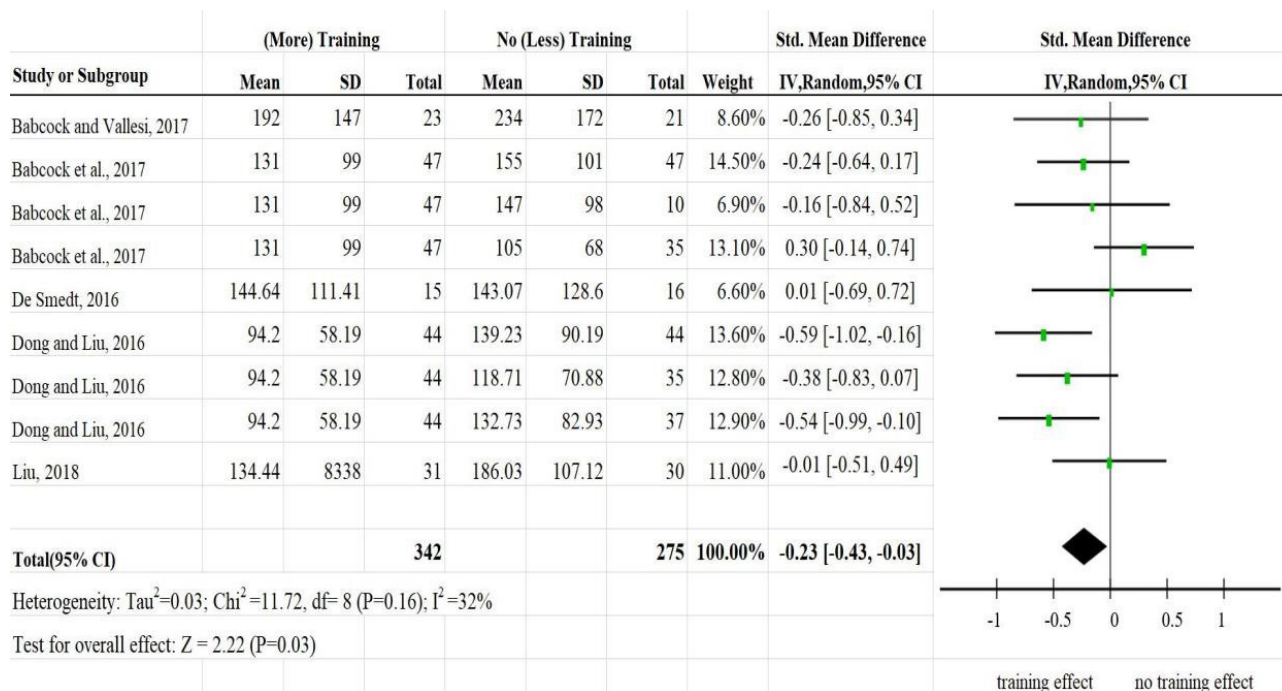 (More) Training No (Less) Training Std. Mean Difference Std. Mean Difference
Study or Subgroup Mean SD Total Mean SD Total Weight IV,Random,95% CI IV,Random,95% CI
Babcock and Vallesi, 2017 192 147 23 234 172 21 8.60% -0.26 [-0.85, 0.34]
Babcock et al., 2017 131 99 47 155 101 47 14.50% -0.24 [-0.64, 0.17]
Babcock et al., 2017 131 99 47 147 98 10 6.90% -0.16 [-0.84, 0.52]
Babcock et al., 2017 131 99 47 105 68 35 13.10% 0.30 [-0.14, 0.74]
De Smedt, 2016 144.64 111.41 15 143.07 128.6 16 6.60% 0.01 [-0.69, 0.72]
Dong and Liu, 2016 94.2 58.19 44 139.23 90.19 44 13.60% -0.59 [-1.02, -0.16]
Dong and Liu, 2016 94.2 58.19 44 118.71 70.88 35 12.80% -0.38 [-0.83, 0.07]
Dong and Liu, 2016 94.2 58.19 44 132.73 82.93 37 12.90% -0.54 [-0.99, -0.10]
Liu, 2018 134.44 8338 31 186.03 107.12 30 11.00% -0.01 [-0.51, 0.49]
Total(95% CI) 342 275 100.00% -0.23 [-0.43, -0.03]
Heterogeneity: Tau²=0.03; Chi²=11.72, df= 8 (P=0.16); I²=32%
Test for overall effect: Z = 2.22 (P=0.03)
-1 -0.5 0 0.5 1
training effect no training effect